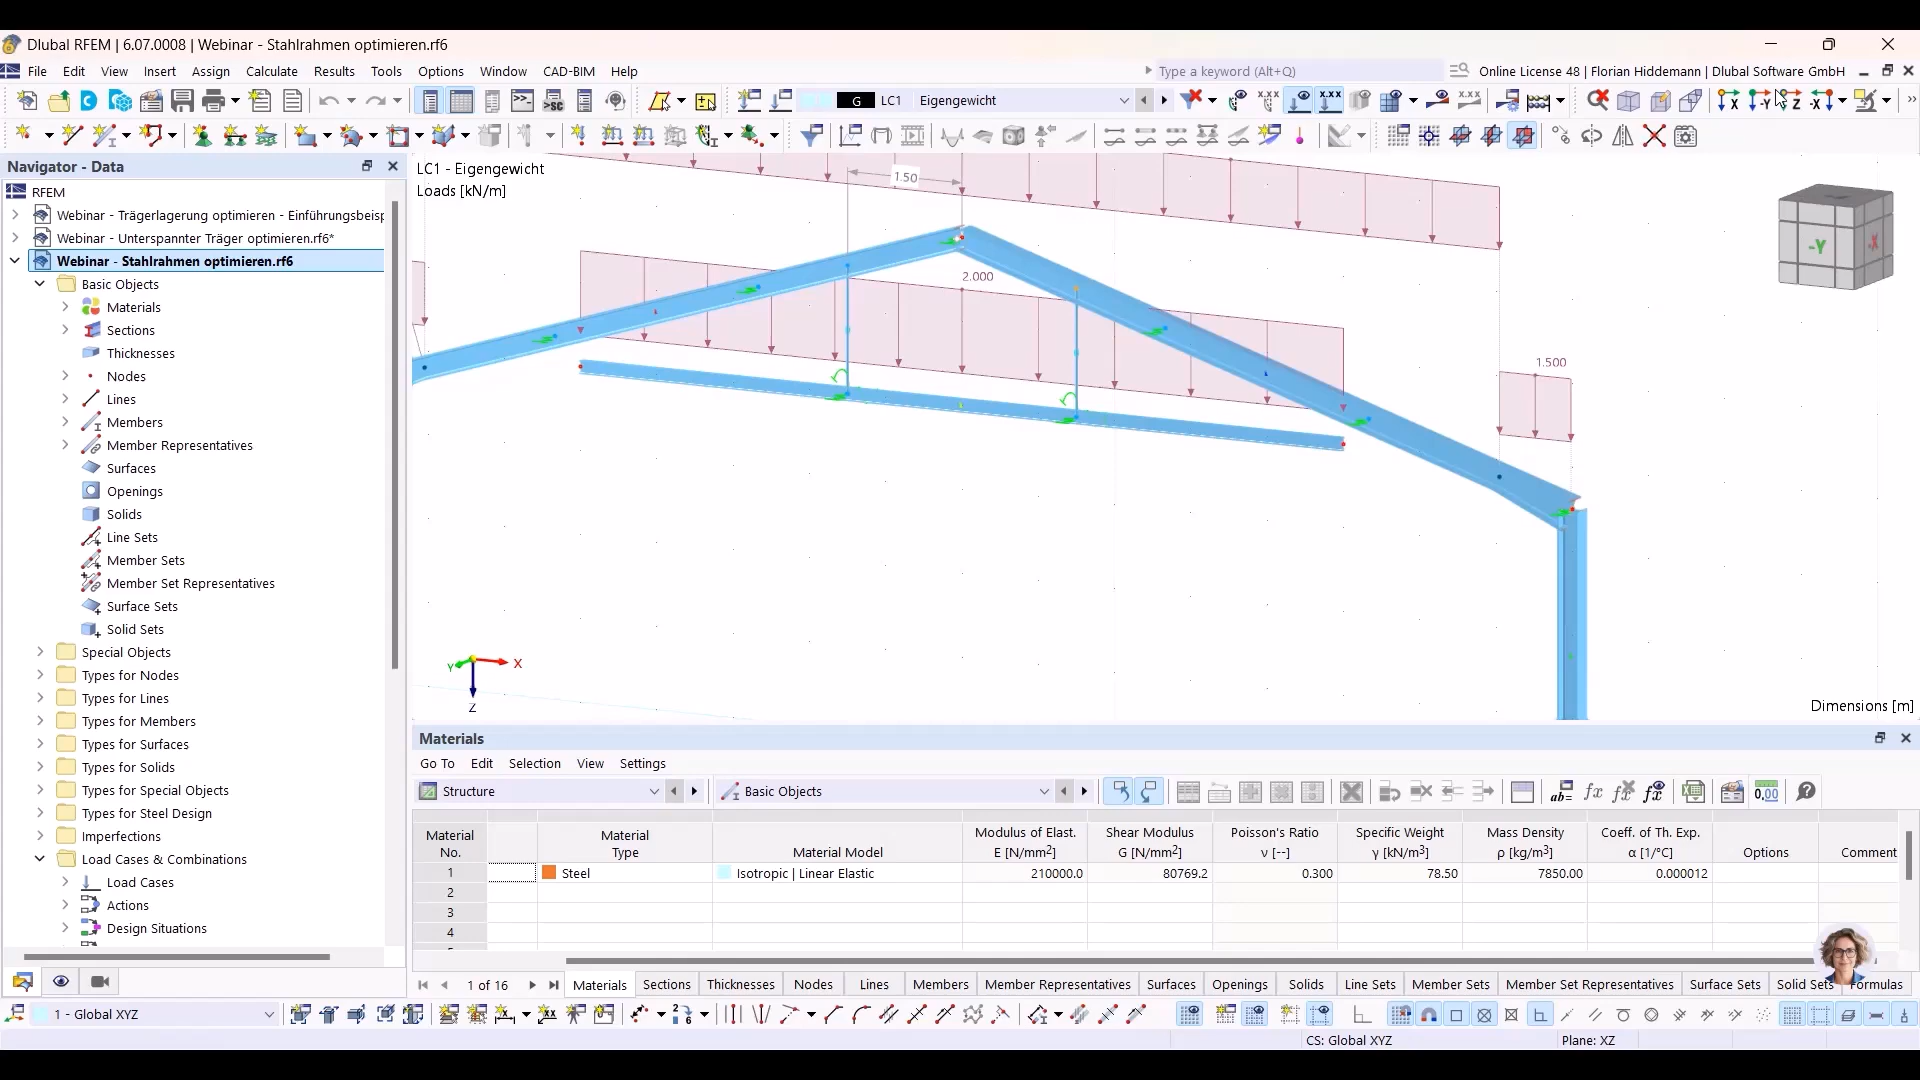 Dlubal RFEM | 6.07.0008 | Webinar - Stahlrahmen optimieren.rf6
File Edit View Insert Assign Calculate Results Tools Options Window CAD-BIM Help
Type a keyword (Alt+Q)
Online License 48 | Florian Hiddemann | Dlubal Software GmbH
G LC1 Eigengewicht
Navigator - Data
RFEM
Webinar - Trägerlagerung optimieren - Einführungsbeisp
Webinar - Unterspannter Träger optimieren.rf6*
Webinar - Stahlrahmen optimieren.rf6
Basic Objects
Materials
Sections
Thicknesses
Nodes
Lines
Members
Member Representatives
Surfaces
Openings
Solids
Line Sets
Member Sets
Member Set Representatives
Surface Sets
Solid Sets
Special Objects
Types for Nodes
Types for Lines
Types for Members
Types for Surfaces
Types for Solids
Types for Special Objects
Types for Steel Design
Imperfections
Load Cases & Combinations
Load Cases
Actions
Design Situations
1 - Global XYZ
LC1 - Eigengewicht
Loads [kN/m]
1.50
2.000
1.500
-Y
-X
X
Y
Z
Dimensions [m]
Materials
Go To Edit Selection View Settings
Structure
Basic Objects
Material No.
Material Type
Material Model
Modulus of Elast. E [N/mm²]
Shear Modulus G [N/mm²]
Poisson's Ratio ν [--]
Specific Weight γ [kN/m³]
Mass Density ρ [kg/m³]
Coeff. of Th. Exp. α [1/°C]
Options
Comment
1 Steel Isotropic | Linear Elastic 210000.0 80769.2 0.300 78.50 7850.00 0.000012
2
3
4
1 of 16
Materials Sections Thicknesses Nodes Lines Members Member Representatives Surfaces Openings Solids Line Sets Member Sets Member Set Representatives Surface Sets Solid Sets Formulas
CS: Global XYZ
Plane: XZ